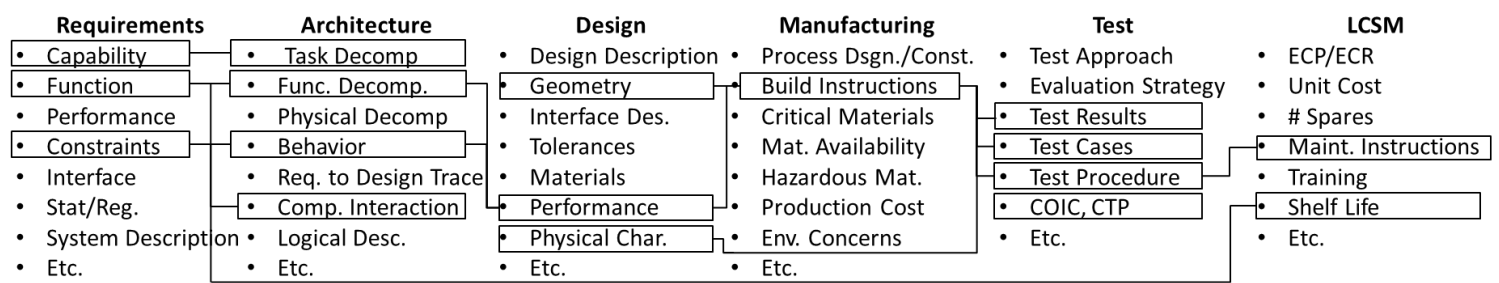 Requirements
• Capability
• Function
• Performance
• Constraints
• Interface
• Stat/Reg.
• System Description
• Etc.
Architecture
• Task Decomp
• Func. Decomp.
• Physical Decomp
• Behavior
• Req. to Design Trace
• Comp. Interaction
• Logical Desc.
• Etc.
Design
• Design Description
• Geometry
• Interface Des.
• Tolerances
• Materials
• Performance
• Physical Char.
• Etc.
Manufacturing
• Process Dsgn./Const.
• Build Instructions
• Critical Materials
• Mat. Availability
• Hazardous Mat.
• Production Cost
• Env. Concerns
• Etc.
Test
• Test Approach
• Evaluation Strategy
• Test Results
• Test Cases
• Test Procedure
• COIC, CTP
• Etc.
LCSM
• ECP/ECR
• Unit Cost
• # Spares
• Maint. Instructions
• Training
• Shelf Life
• Etc.